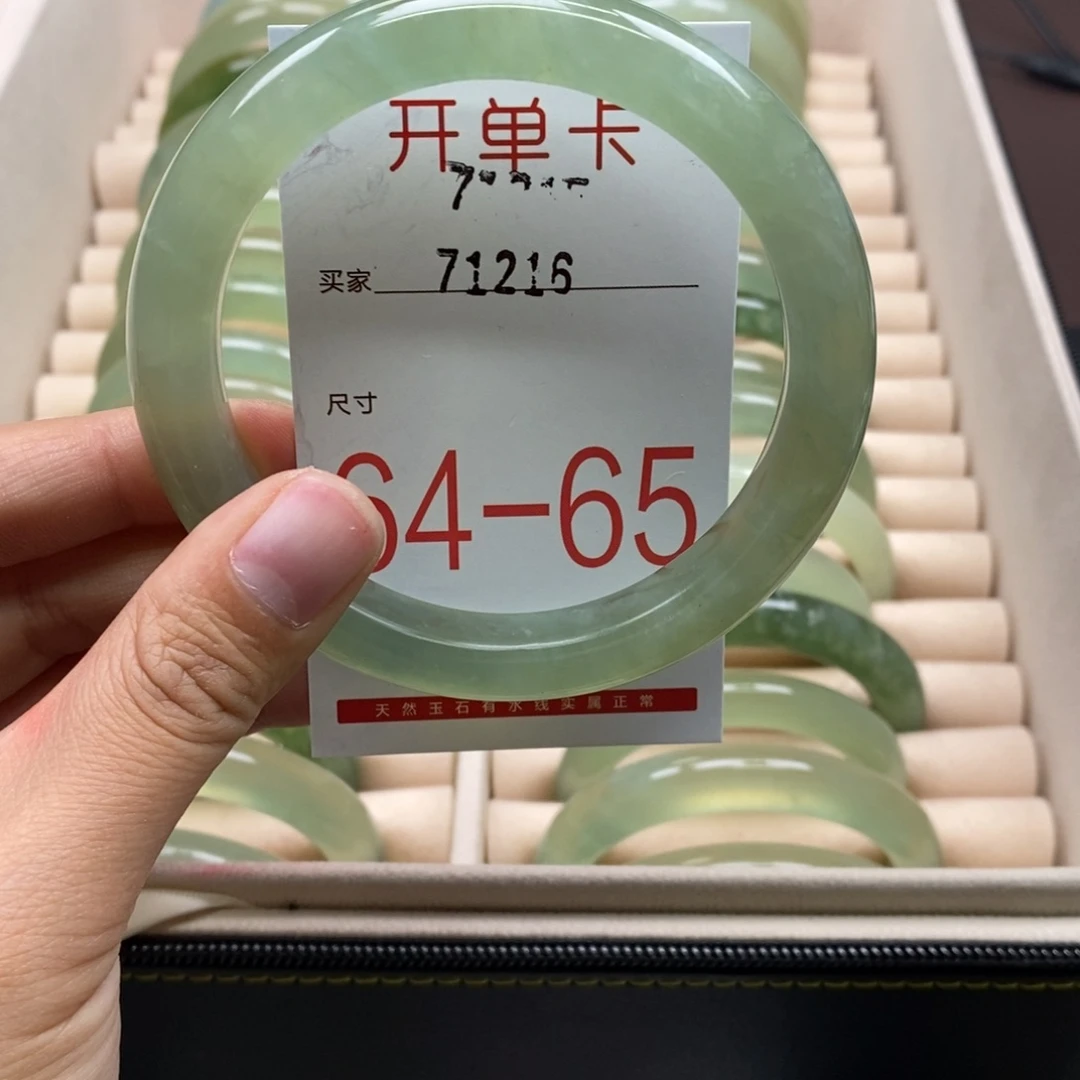 开单卡
买家 71216
尺寸
64-65
天然玉石有水线实属正常